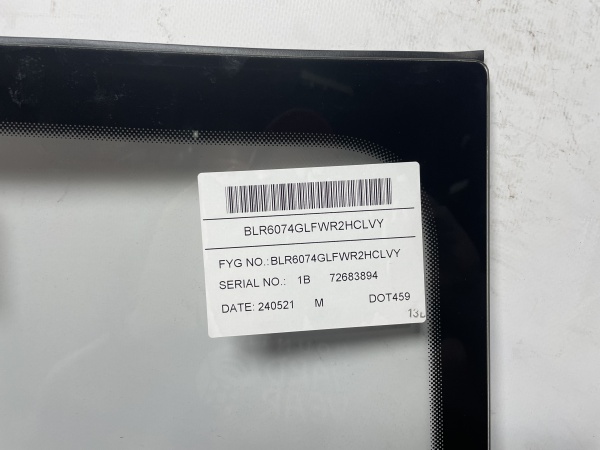 BLR6074GLFWR2HCLVY
FYG NO.:BLR6074GLFWR2HCLVY
SERIAL NO.: 1B 72683894
DATE: 240521 M DOT459